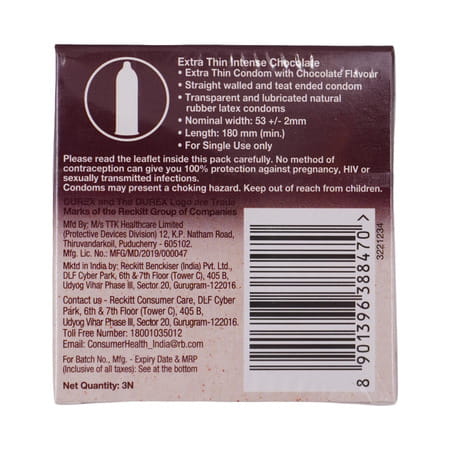 Extra Thin Intense Chocolate
• Extra Thin Condom with Chocolate Flavour
• Straight walled and teat ended condom
• Transparent and lubricated natural
rubber latex condoms
• Nominal width: 53 +/- 2mm
• Length: 180 mm (min.)
• For Single Use only
Please read the leaflet inside this pack carefully. No method of
contraception can give you 100% protection against pregnancy, HIV or
sexually transmitted infections.
Condoms may present a choking hazard. Keep out of reach from children.
DUREX and The DUREX Logo are Trade
Marks of the Reckitt Group of Companies
Mfd By: M/s TTK Healthcare Limited
(Protective Devices Division) 12, K.P. Natham Road,
Thiruvandarkoil, Puducherry - 605102.
Mfg. Lic. No.: MFG/MD/2019/000047
Mktd in India by: Reckitt Benckiser (India) Pvt. Ltd.,
DLF Cyber Park, 6th & 7th Floor (Tower C), 405 B,
Udyog Vihar Phase III, Sector 20, Gurugram-122016
Contact us - Reckitt Consumer Care, DLF Cyber
Park, 6th & 7th Floor (Tower C), 405 B,
Udyog Vihar Phase III, Sector 20, Gurugram-122016.
Toll Free Number: 18001035012
Email: ConsumerHealth_India@rb.com
For Batch No., Mfg. - Expiry Date & MRP
(Inclusive of all taxes): See at the bottom
Net Quantity: 3N
8 901396 388470 >
3221234